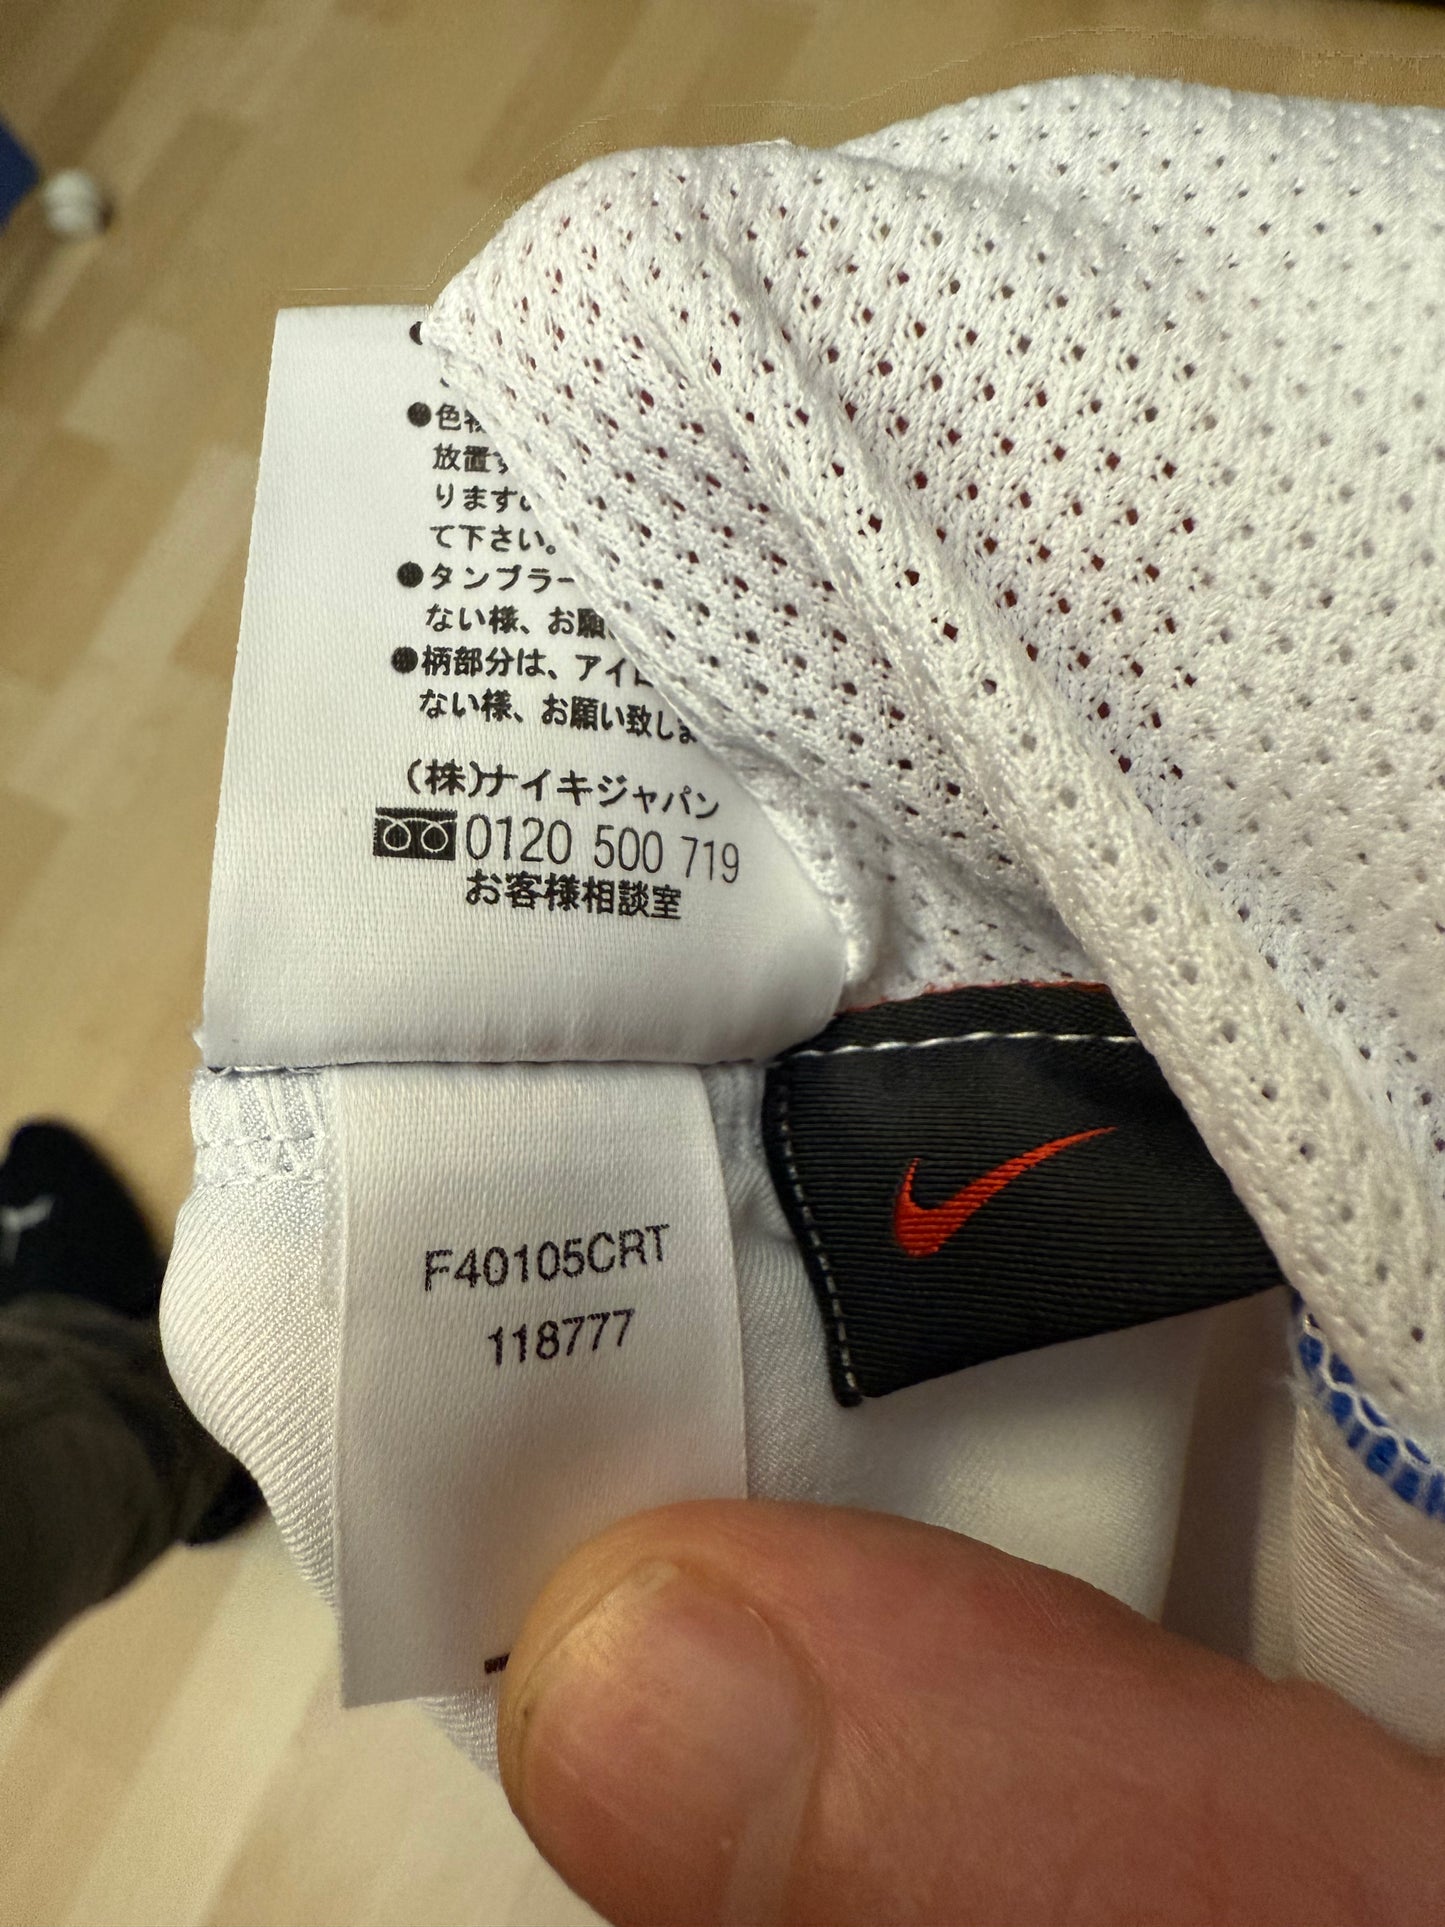 ●色
放置す
ります
て下さい。
●タンブラー
ない様、お願
●柄部分は、アイ
ない様、お願い致しま
(株)ナイキジャパン
0120 500 719
お客様相談室
F40105CRT
118777